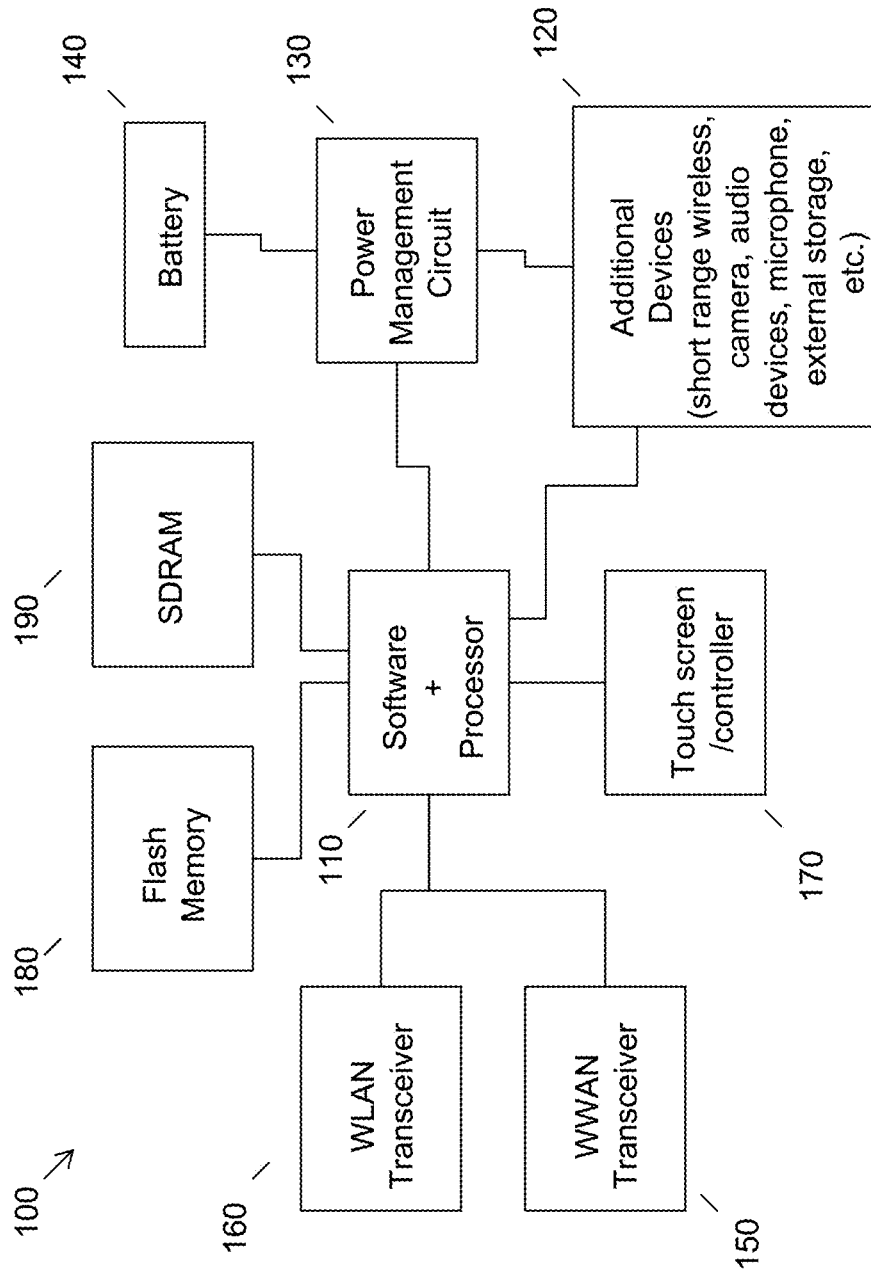 100
160
WLAN
Transceiver
150
WWAN
Transceiver
180
Flash
Memory
190
SDRAM
110
Software
+
Processor
170
Touch screen
/controller
140
Battery
130
Power
Management
Circuit
120
Additional
Devices
(short range wireless,
camera, audio
devices, microphone,
external storage,
etc.)